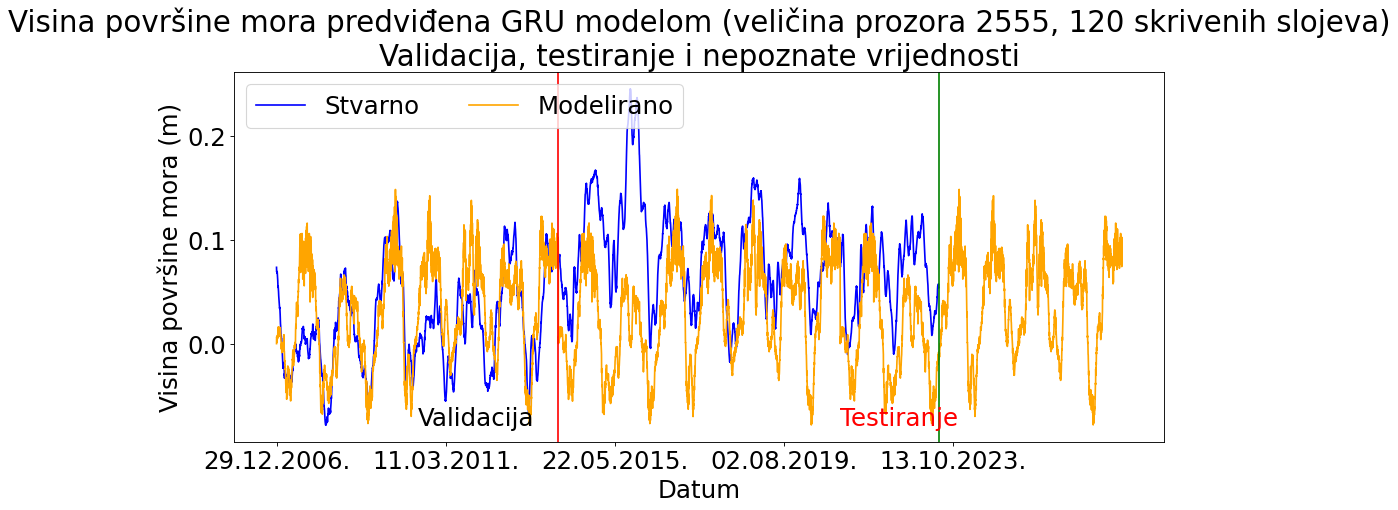 Visina površine mora predviđena GRU modelom (veličina prozora 2555, 120 skrivenih slojeva)
Validacija, testiranje i nepoznate vrijednosti
Stvarno Modelirano
Visina površine mora (m)
0.2
0.1
0.0
Validacija Testiranje
29.12.2006. 11.03.2011. 22.05.2015. 02.08.2019. 13.10.2023.
Datum